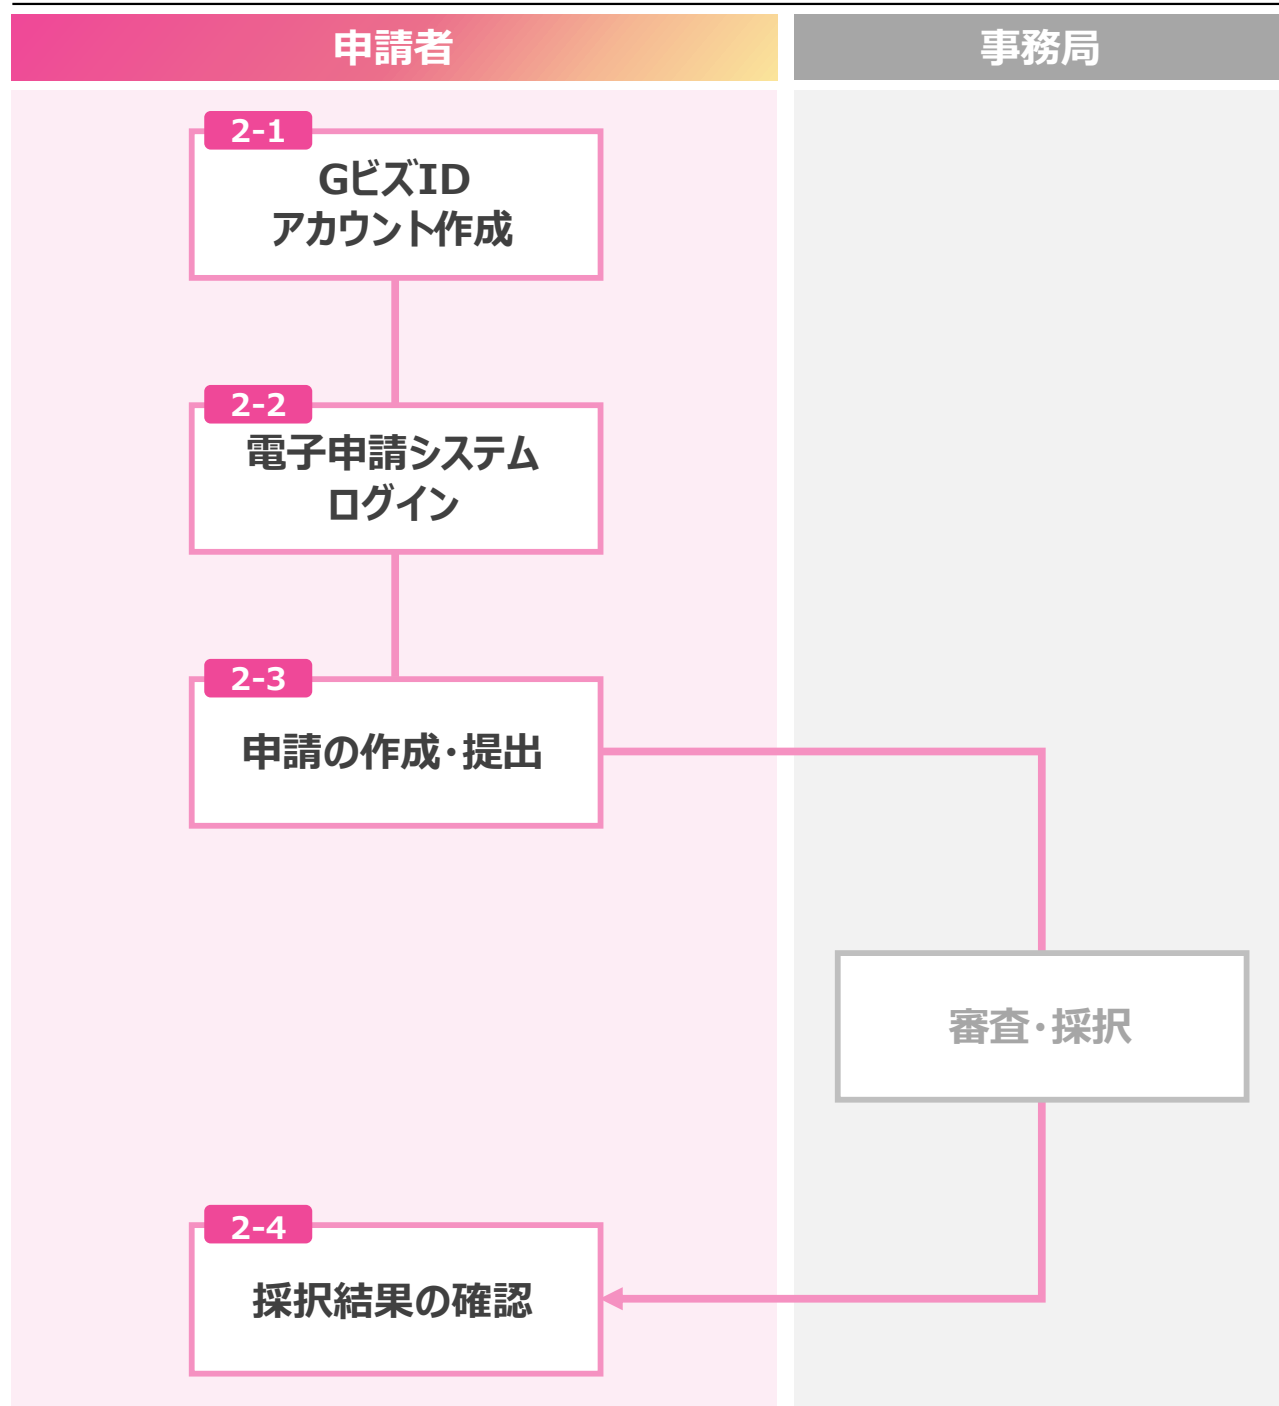 申請者
事務局
2-1
GビズID
アカウント作成
2-2
電子申請システム
ログイン
2-3
申請の作成・提出
審査・採択
2-4
採択結果の確認